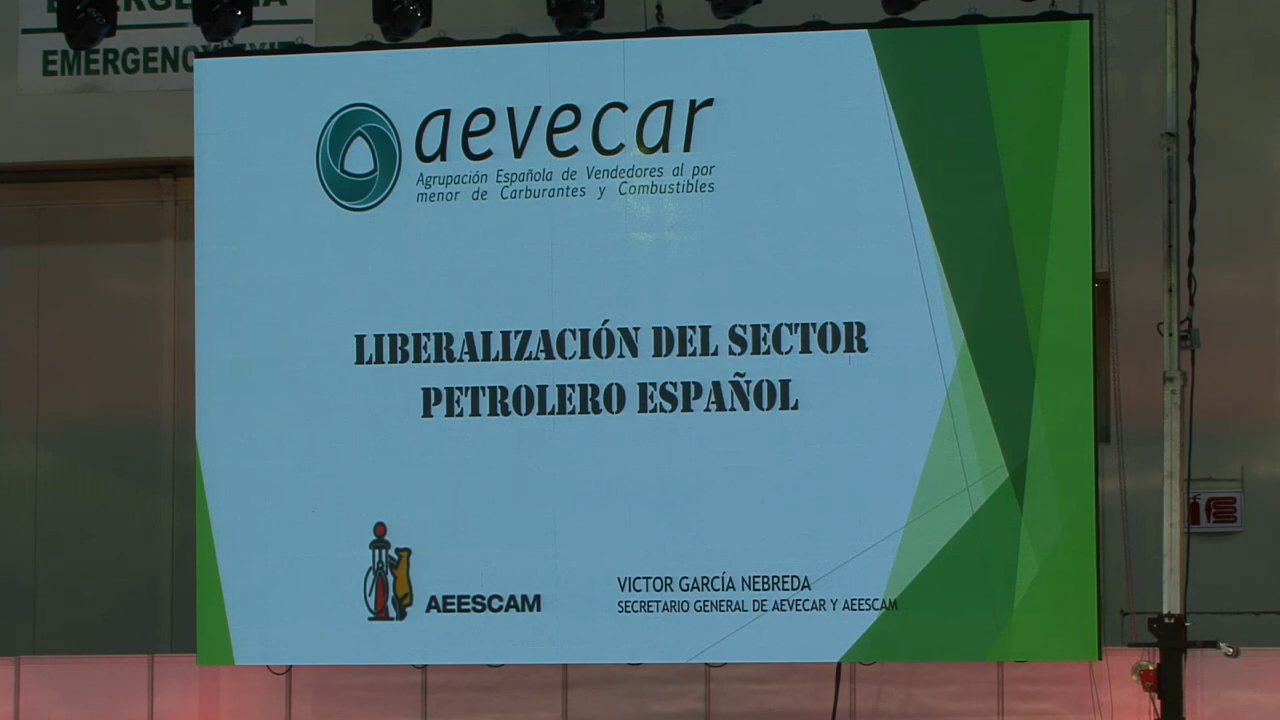 aevecar
Agrupación Española de Vendedores al por
menor de Carburantes y Combustibles
LIBERALIZACIÓN DEL SECTOR
PETROLERO ESPAÑOL
AEESCAM
VICTOR GARCÍA NEBREDA
SECRETARIO GENERAL DE AEVECAR Y AEESCAM